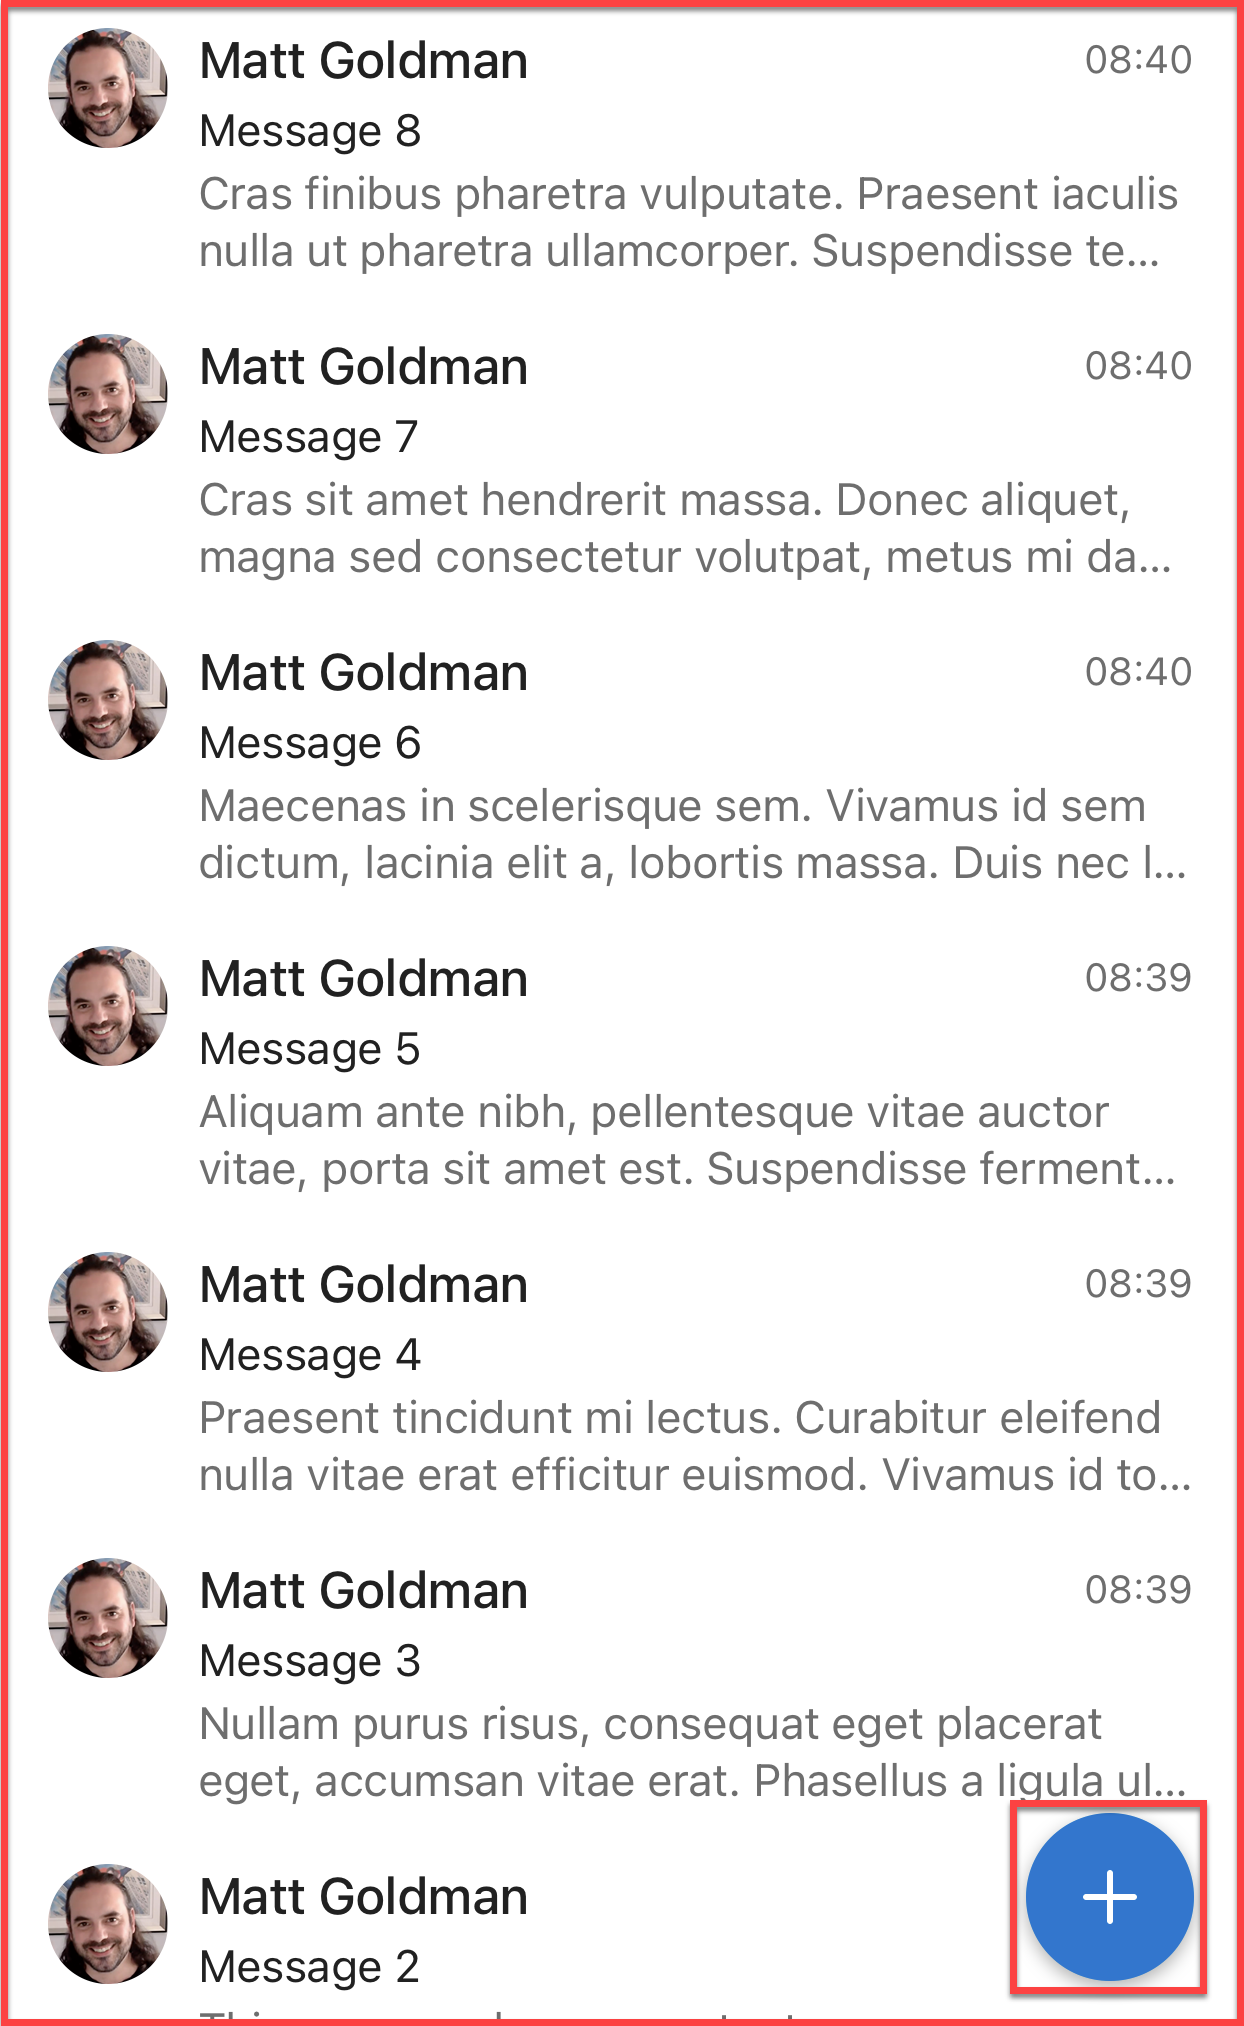 Matt Goldman 08:40
Message 8
Cras finibus pharetra vulputate. Praesent iaculis
nulla ut pharetra ullamcorper. Suspendisse te...
Matt Goldman 08:40
Message 7
Cras sit amet hendrerit massa. Donec aliquet,
magna sed consectetur volutpat, metus mi da...
Matt Goldman 08:40
Message 6
Maecenas in scelerisque sem. Vivamus id sem
dictum, lacinia elit a, lobortis massa. Duis nec l...
Matt Goldman 08:39
Message 5
Aliquam ante nibh, pellentesque vitae auctor
vitae, porta sit amet est. Suspendisse ferment...
Matt Goldman 08:39
Message 4
Praesent tincidunt mi lectus. Curabitur eleifend
nulla vitae erat efficitur euismod. Vivamus id to...
Matt Goldman 08:39
Message 3
Nullam purus risus, consequat eget placerat
eget, accumsan vitae erat. Phasellus a ligula ul...
Matt Goldman
Message 2